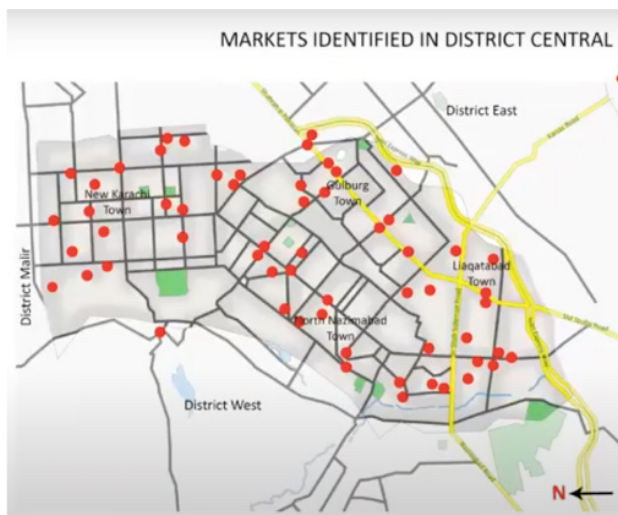 MARKETS IDENTIFIED IN DISTRICT CENTRAL
District East
New Karachi
Town
Gulburg
Town
District Malir
Liaqatabad
Town
North Nazimabad
Town
District West
N